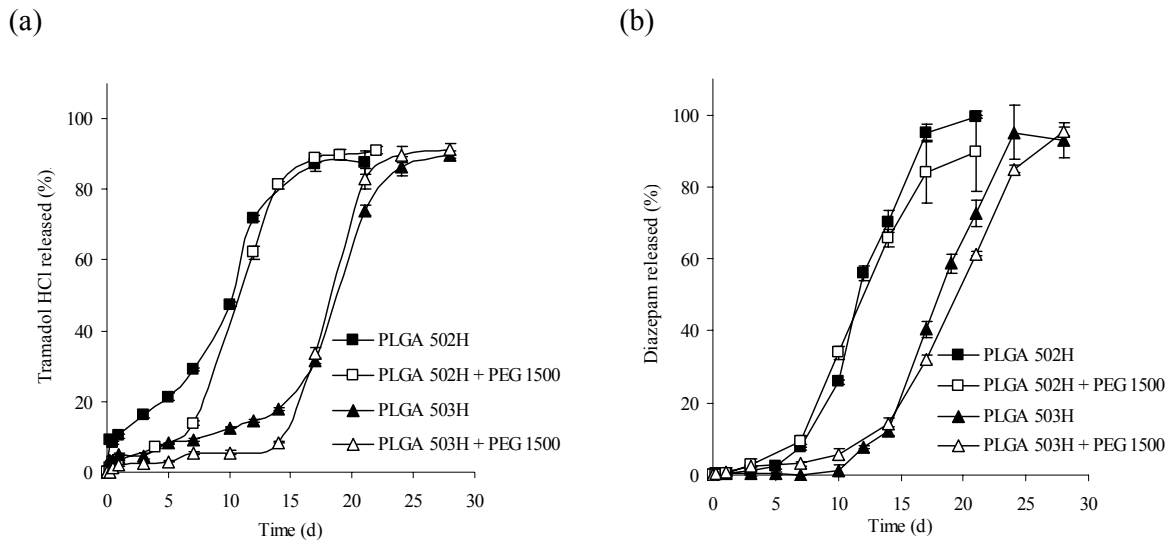 (a)
(b)
Tramadol HCl released (%)
100
80
60
40
20
0
PLGA 502H
PLGA 502H + PEG 1500
PLGA 503H
PLGA 503H + PEG 1500
0 5 10 15 20 25 30
Time (d)
Diazepam released (%)
100
80
60
40
20
0
PLGA 502H
PLGA 502H + PEG 1500
PLGA 503H
PLGA 503H + PEG 1500
0 5 10 15 20 25 30
Time (d)